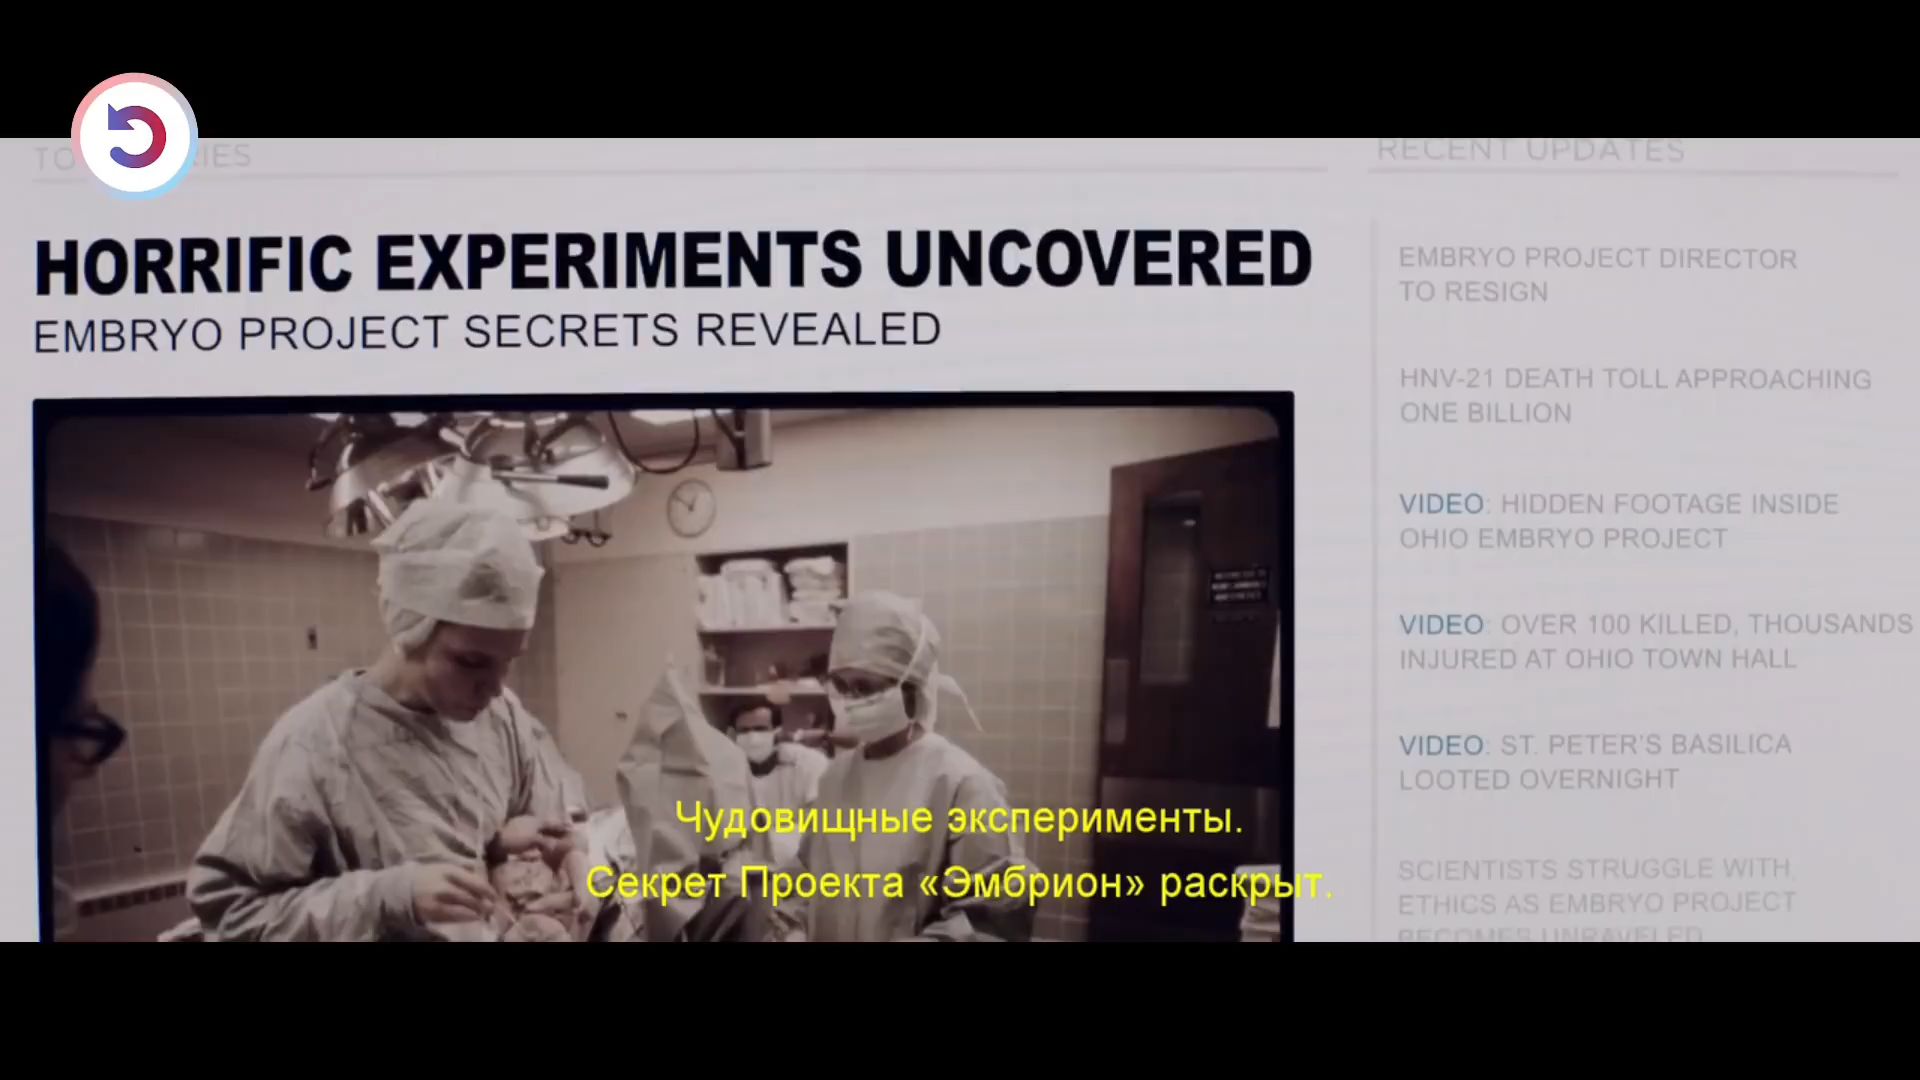 HORRIFIC EXPERIMENTS UNCOVERED
EMBRYO PROJECT SECRETS REVEALED
Чудовищные эксперименты.
Секрет Проекта «Эмбрион» раскрыт.
RECENT UPDATES
EMBRYO PROJECT DIRECTOR
TO RESIGN
HNV-21 DEATH TOLL APPROACHING
ONE BILLION
VIDEO: HIDDEN FOOTAGE INSIDE
OHIO EMBRYO PROJECT
VIDEO: OVER 100 KILLED, THOUSANDS
INJURED AT OHIO TOWN HALL
VIDEO: ST. PETER'S BASILICA
LOOTED OVERNIGHT
SCIENTISTS STRUGGLE WITH
ETHICS AS EMBRYO PROJECT
BECOMES UNRAVELED